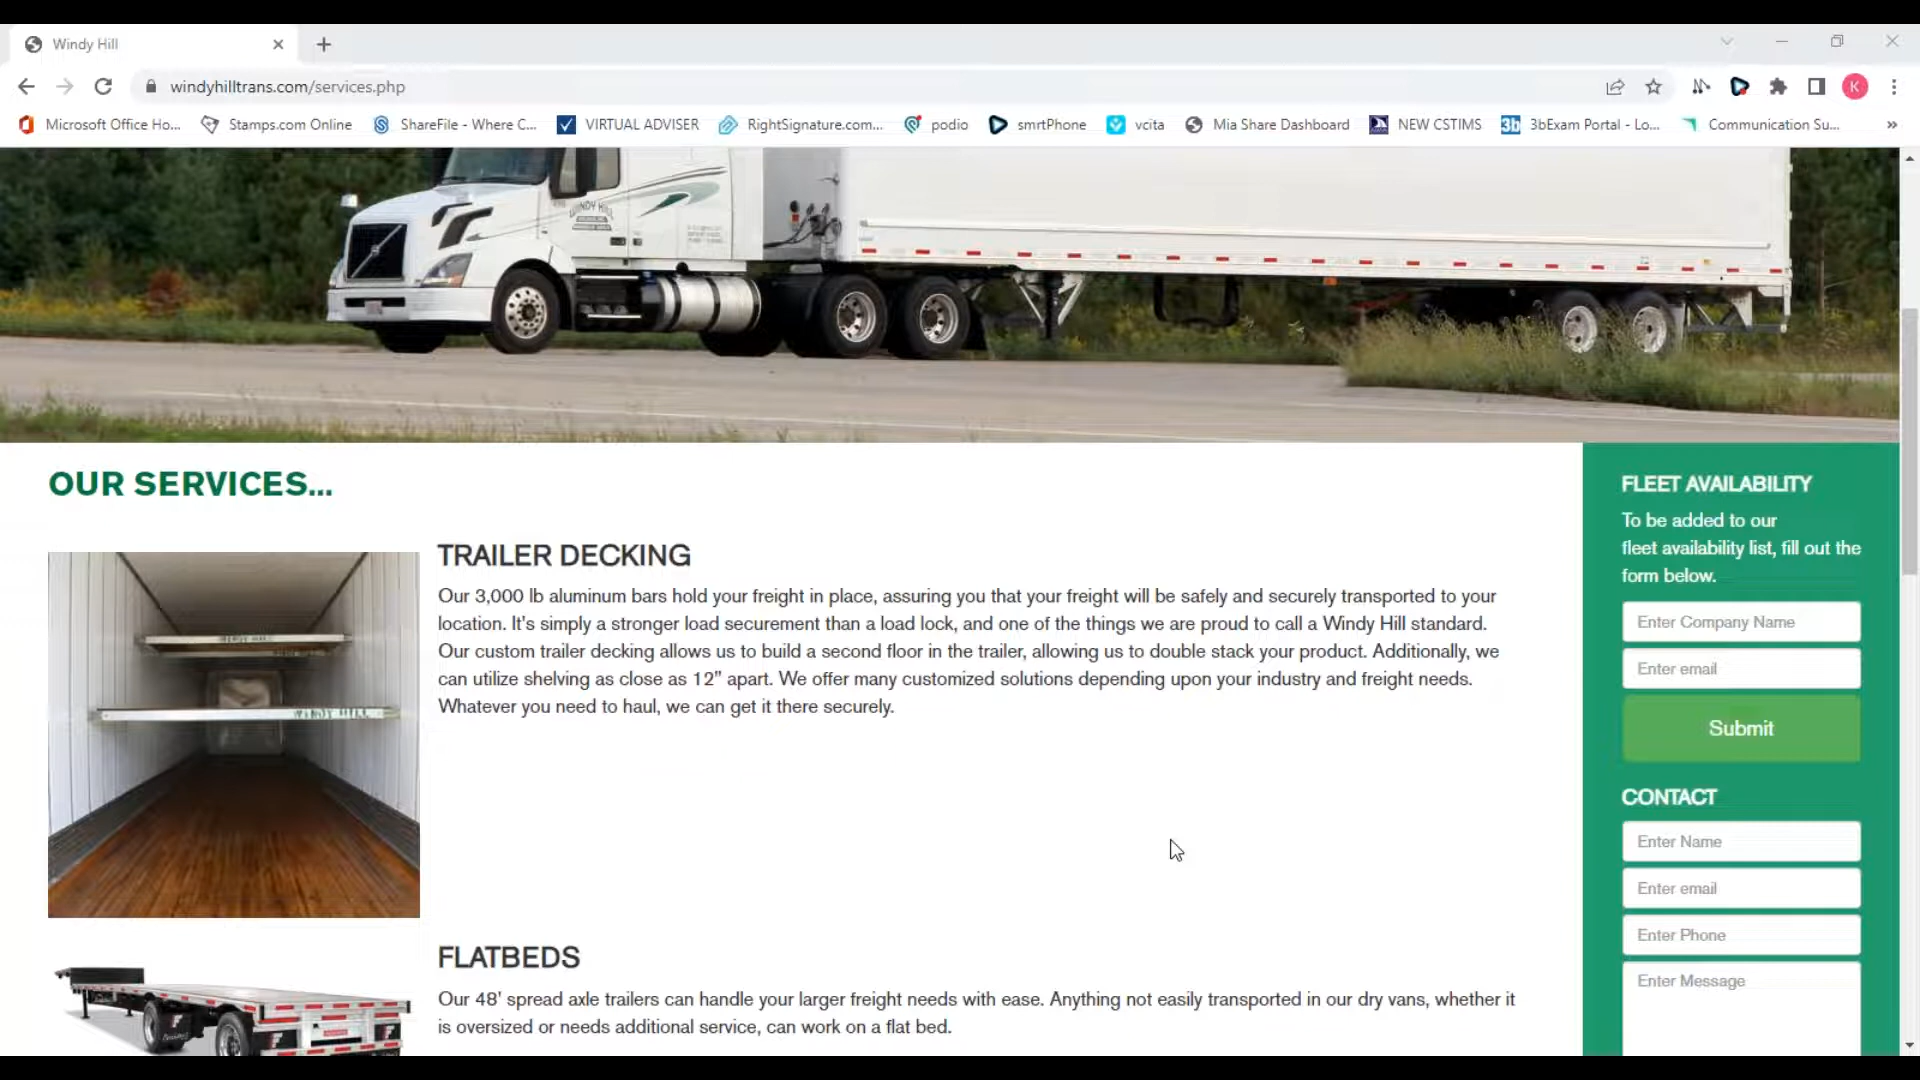 Windy Hill
windyhilltrans.com/services.php
K
Microsoft Office Ho...
Stamps.com Online
ShareFile - Where C...
VIRTUAL ADVISER
RightSignature.com...
podio
smrtPhone
vcita
Mia Share Dashboard
NEW CSTIMS
3b
3bExam Portal - Lo...
Communication Su...
»
WINDY HILL
OUR SERVICES...
WINDY HILL
WINDY HILL
TRAILER DECKING
Our 3,000 lb aluminum bars hold your freight in place, assuring you that your freight will be safely and securely transported to your
location. It's simply a stronger load securement than a load lock, and one of the things we are proud to call a Windy Hill standard.
Our custom trailer decking allows us to build a second floor in the trailer, allowing us to double stack your product. Additionally, we
can utilize shelving as close as 12” apart. We offer many customized solutions depending upon your industry and freight needs.
Whatever you need to haul, we can get it there securely.
FLATBEDS
Our 48' spread axle trailers can handle your larger freight needs with ease. Anything not easily transported in our dry vans, whether it
is oversized or needs additional service, can work on a flat bed.
FLEET AVAILABILITY
To be added to our
fleet availability list, fill out the
form below.
Enter Company Name
Enter email
Submit
CONTACT
Enter Name
Enter email
Enter Phone
Enter Message